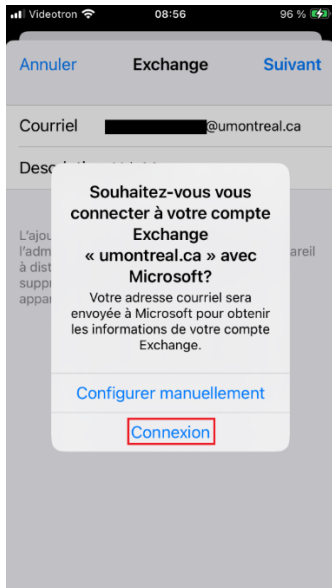 Videotron 08:56 96 %
Annuler Exchange Suivant
Courriel @umontreal.ca
Souhaitez-vous vous
connecter à votre compte
Exchange
« umontreal.ca » avec
Microsoft?
Votre adresse courriel sera
envoyée à Microsoft pour obtenir
les informations de votre compte
Exchange.
Configurer manuellement
Connexion